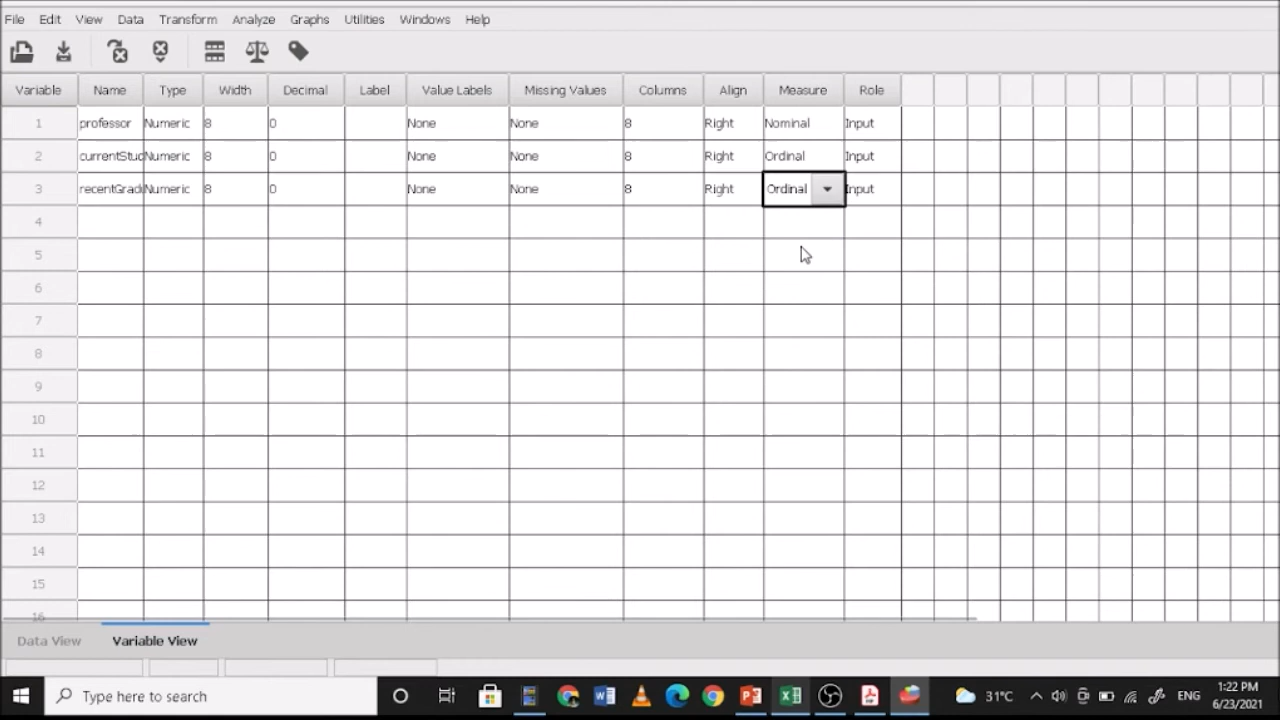 File Edit View Data Transform Analyze Graphs Utilities Windows Help
Variable Name Type Width Decimal Label Value Labels Missing Values Columns Align Measure Role
1 professor Numeric 8 0 None None 8 Right Nominal Input
2 currentStud Numeric 8 0 None None 8 Right Ordinal Input
3 recentGradu Numeric 8 0 None None 8 Right Ordinal Input
4
5
6
7
8
9
10
11
12
13
14
15
16
Data View Variable View
Type here to search 31°C ENG 1:22 PM
6/23/2021